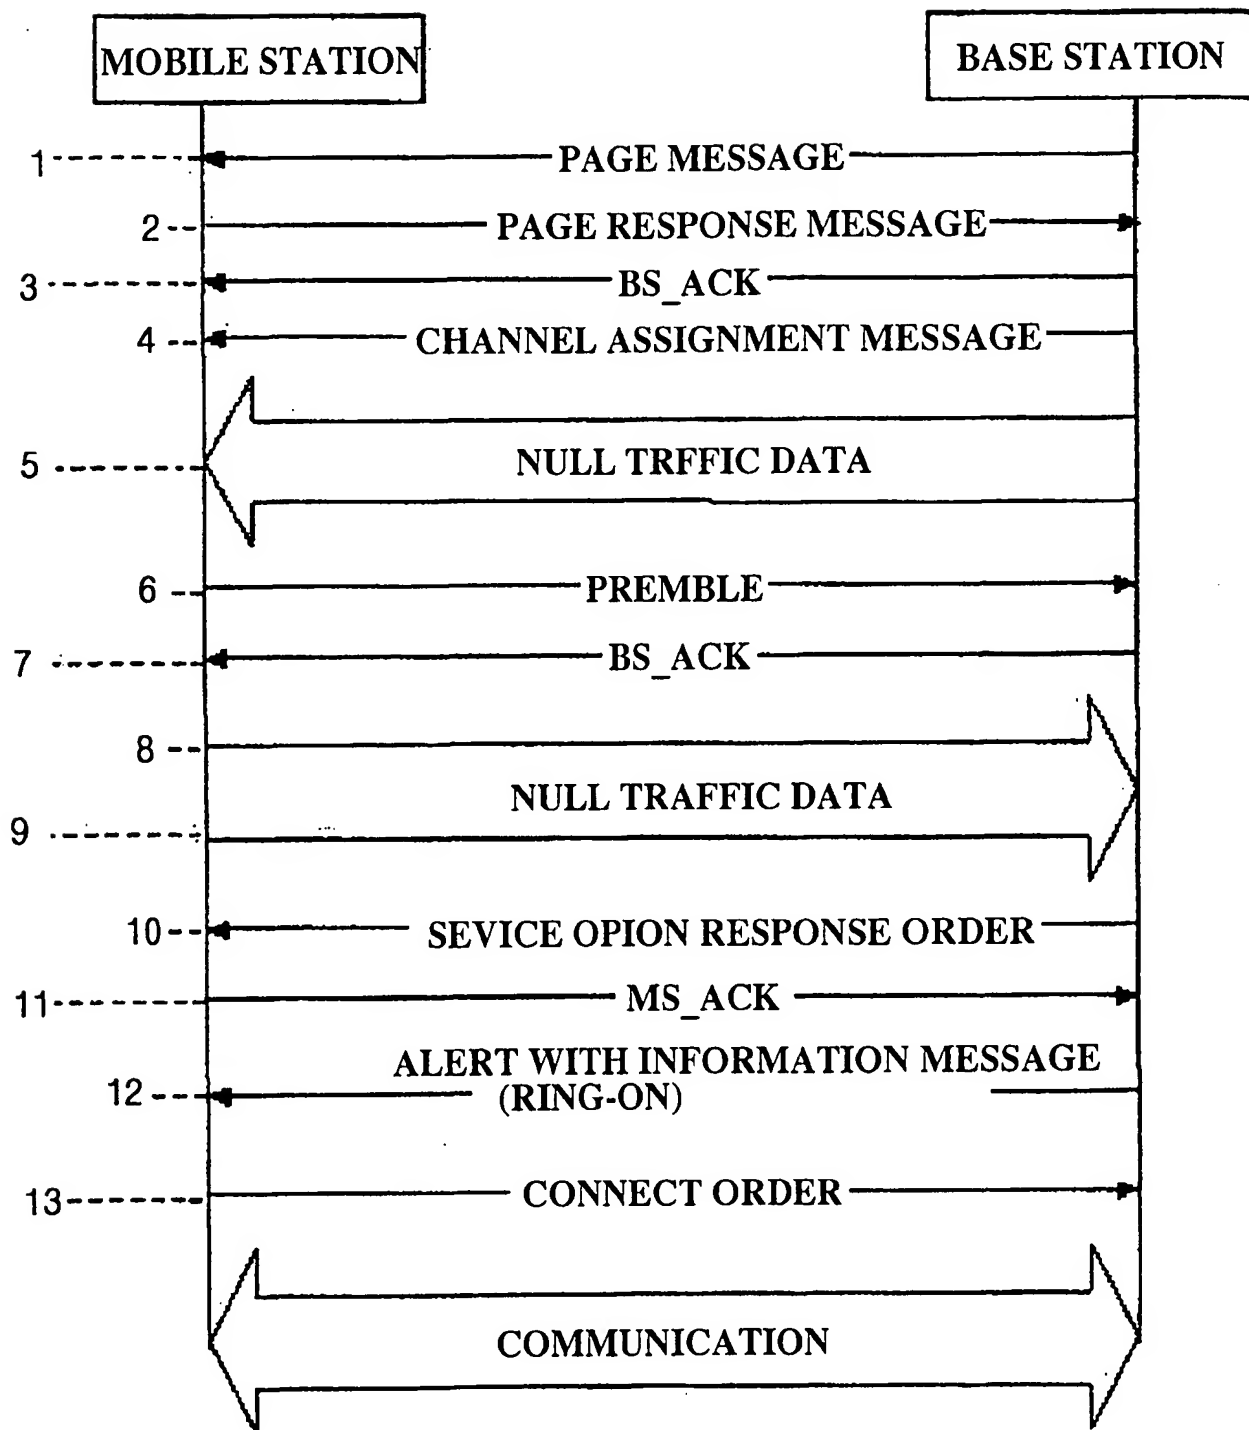 MOBILE STATION
BASE STATION
1
PAGE MESSAGE
2
PAGE RESPONSE MESSAGE
3
BS_ACK
4
CHANNEL ASSIGNMENT MESSAGE
5
NULL TRFFIC DATA
6
PREMBLE
7
BS_ACK
8
NULL TRAFFIC DATA
9
10
SEVICE OPION RESPONSE ORDER
11
MS_ACK
ALERT WITH INFORMATION MESSAGE
12
(RING-ON)
13
CONNECT ORDER
COMMUNICATION